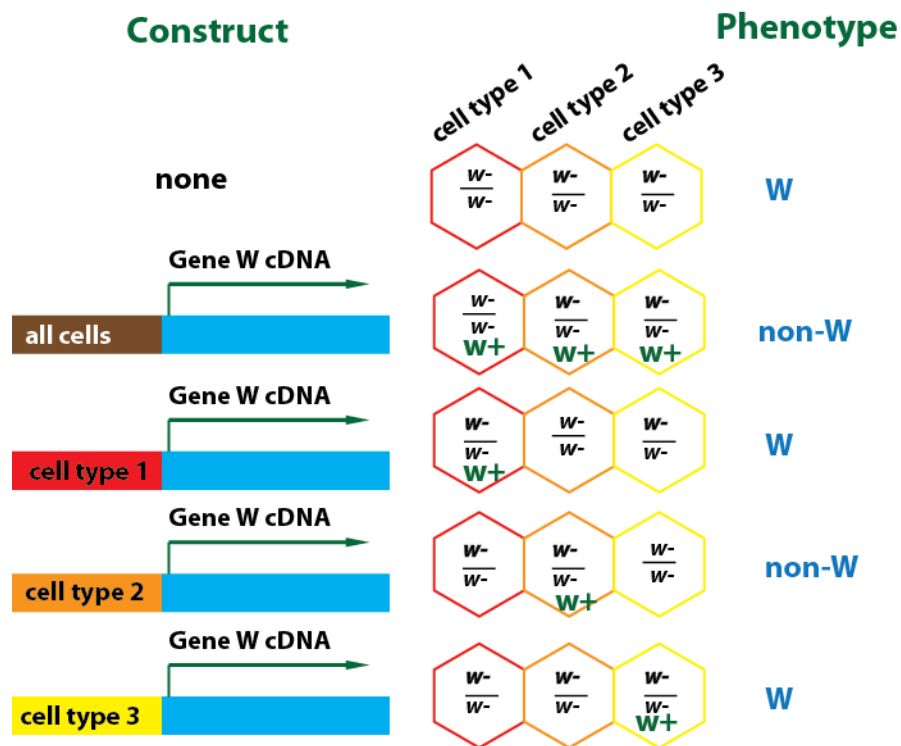 Construct
Phenotype
cell type 1
cell type 2
cell type 3
none
w-
w-
w-
w-
w-
w-
W
Gene W cDNA
all cells
w-
w-
w+
w-
w-
w+
w-
w-
w+
non-W
Gene W cDNA
cell type 1
w-
w-
w+
w-
w-
w-
w-
W
Gene W cDNA
cell type 2
w-
w-
w-
w-
w+
w-
w-
non-W
Gene W cDNA
cell type 3
w-
w-
w-
w-
w-
w-
w+
W